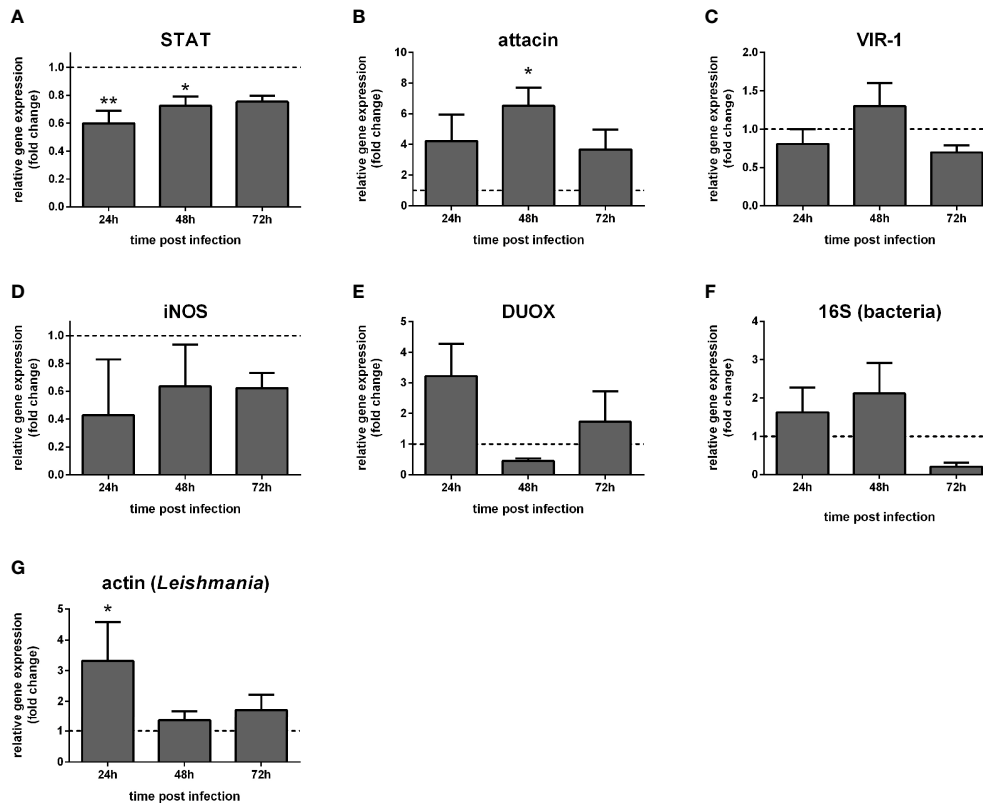 A
STAT
relative gene expression
(fold change)
1.0
0.8
0.6
0.4
0.2
0.0
**
*
24h 48h 72h
time post infection
B
attacin
relative gene expression
(fold change)
10
8
6
4
2
0
*
24h 48h 72h
time post infection
C
VIR-1
relative gene expression
(fold change)
2.0
1.5
1.0
0.5
0.0
24h 48h 72h
time post infection
D
iNOS
relative gene expression
(fold change)
1.0
0.8
0.6
0.4
0.2
0.0
24h 48h 72h
time post infection
E
DUOX
relative gene expression
(fold change)
5
4
3
2
1
0
24h 48h 72h
time post infection
F
16S (bacteria)
relative gene expression
(fold change)
4
3
2
1
0
24h 48h 72h
time post infection
G
actin (Leishmania)
relative gene expression
(fold change)
5
4
3
2
1
0
*
24h 48h 72h
time post infection